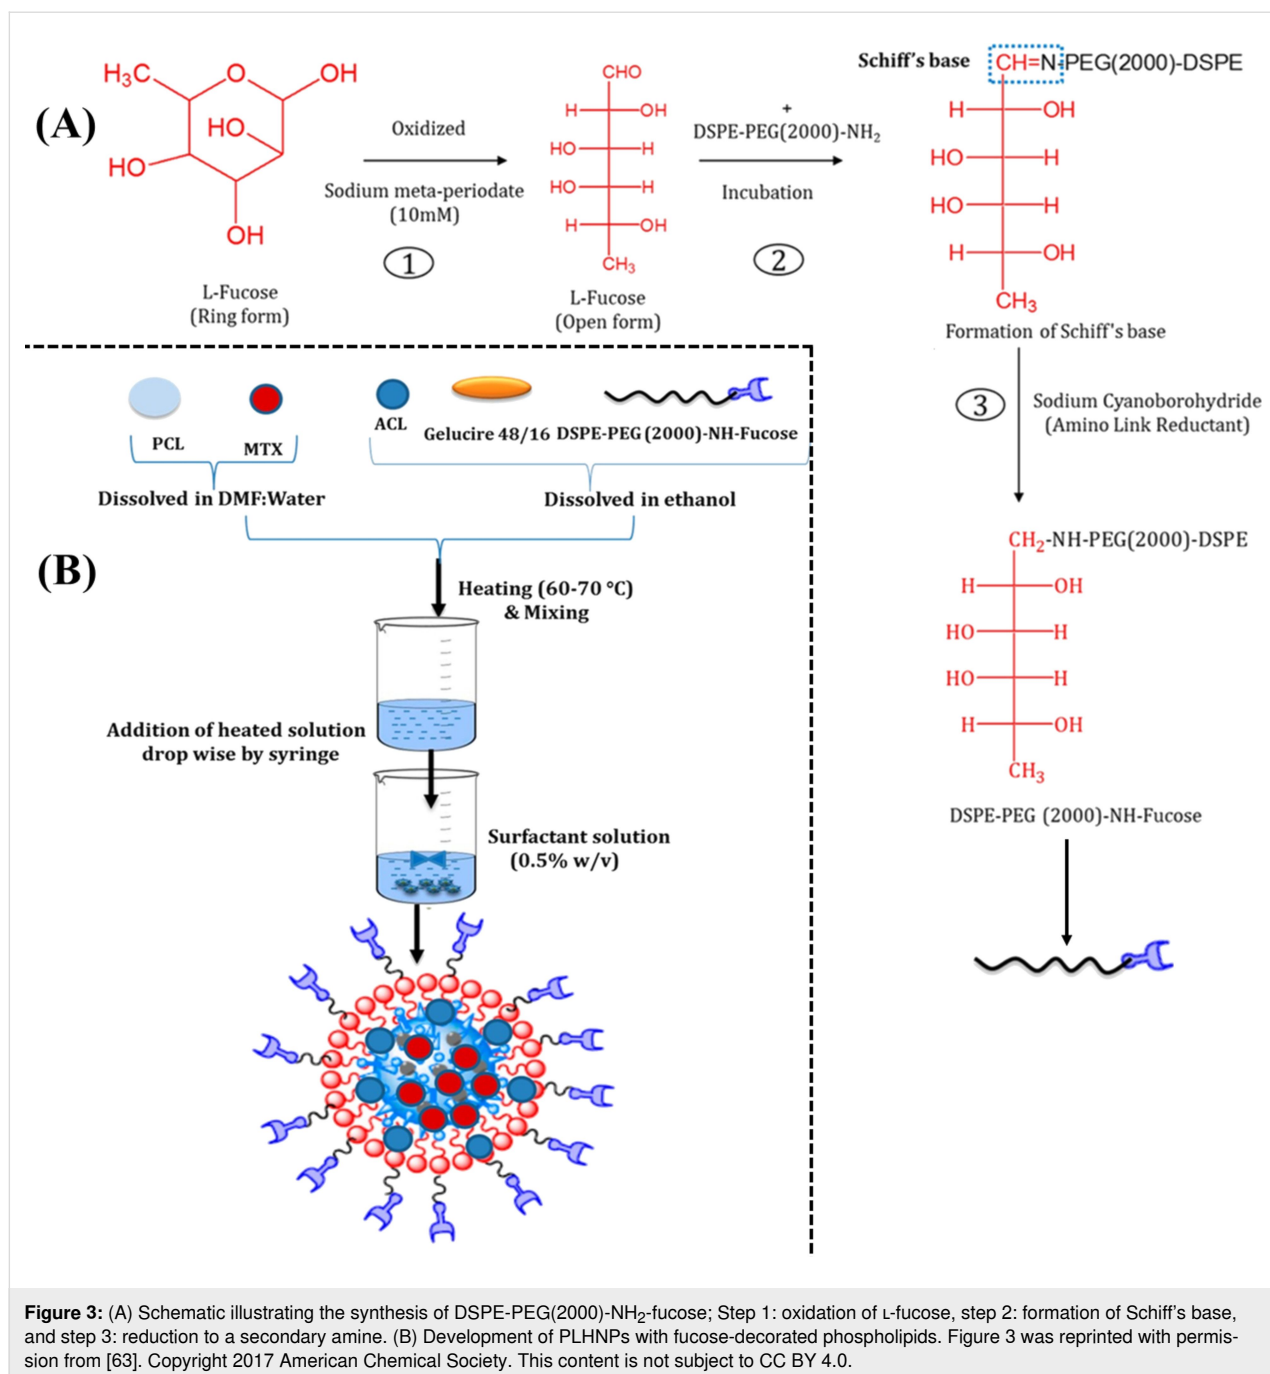 (A)
H₃C
O
OH
HO
HO
OH
L-Fucose
(Ring form)
Oxidized
Sodium meta-periodate
(10mM)
1
CHO
H OH
HO H
HO H
H OH
CH₃
L-Fucose
(Open form)
+
DSPE-PEG(2000)-NH₂
Incubation
2
Schiff's base CH=N-PEG(2000)-DSPE
H OH
HO H
HO H
H OH
CH₃
Formation of Schiff's base
3
Sodium Cyanoborohydride
(Amino Link Reductant)
CH₂-NH-PEG(2000)-DSPE
H OH
HO H
HO H
H OH
CH₃
DSPE-PEG (2000)-NH-Fucose
(B)
PCL
MTX
ACL
Gelucire 48/16 DSPE-PEG (2000)-NH-Fucose
Dissolved in DMF:Water
Dissolved in ethanol
Heating (60-70 °C)
& Mixing
Addition of heated solution
drop wise by syringe
Surfactant solution
(0.5% w/v)
Figure 3: (A) Schematic illustrating the synthesis of DSPE-PEG(2000)-NH₂-fucose; Step 1: oxidation of ʟ-fucose, step 2: formation of Schiff's base,
and step 3: reduction to a secondary amine. (B) Development of PLHNPs with fucose-decorated phospholipids. Figure 3 was reprinted with permis-
sion from [63]. Copyright 2017 American Chemical Society. This content is not subject to CC BY 4.0.